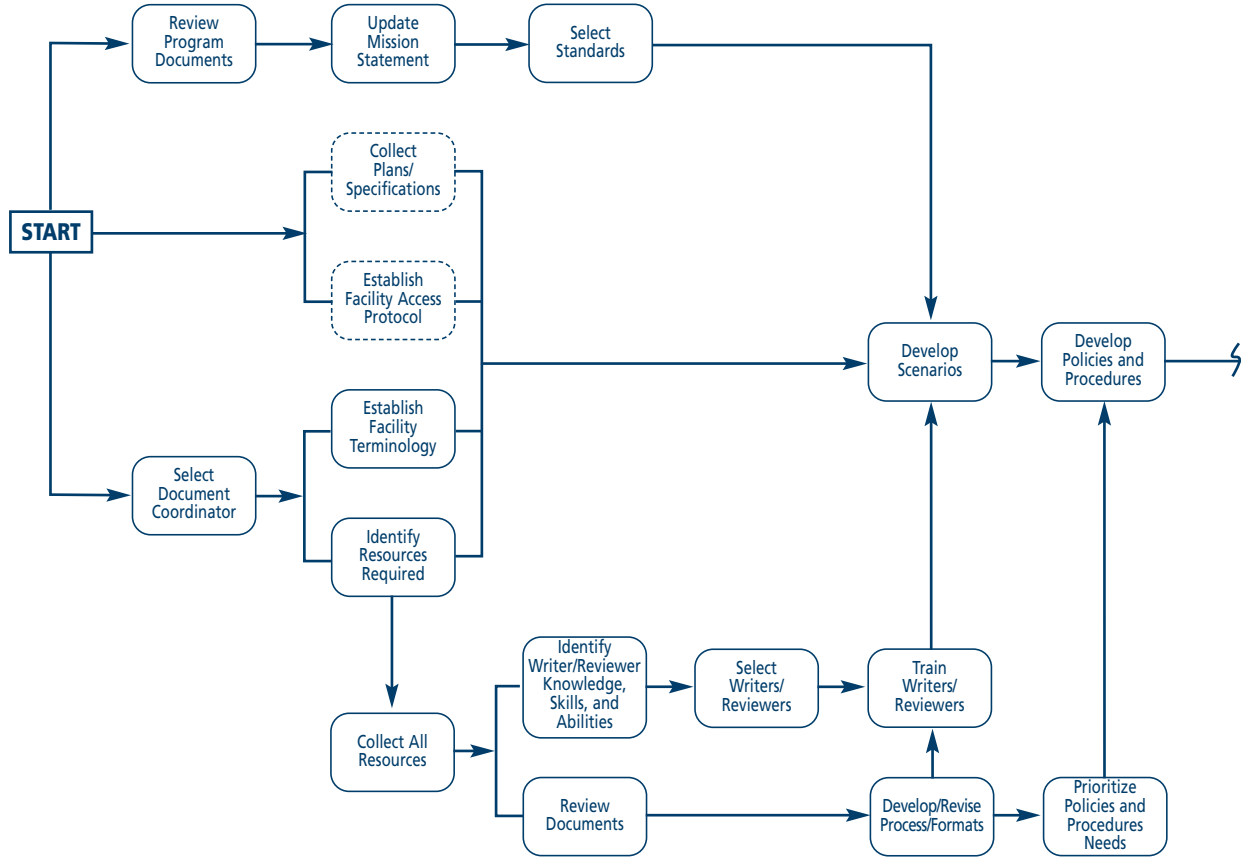 Review
Program
Documents
Update
Mission
Statement
Select
Standards
Collect
Plans/
Specifications
START
Establish
Facility Access
Protocol
Develop
Scenarios
Develop
Policies and
Procedures
Establish
Facility
Terminology
Select
Document
Coordinator
Identify
Resources
Required
Identify
Writer/Reviewer
Knowledge,
Skills, and
Abilities
Select
Writers/
Reviewers
Train
Writers/
Reviewers
Collect All
Resources
Review
Documents
Develop/Revise
Process/Formats
Prioritize
Policies and
Procedures
Needs